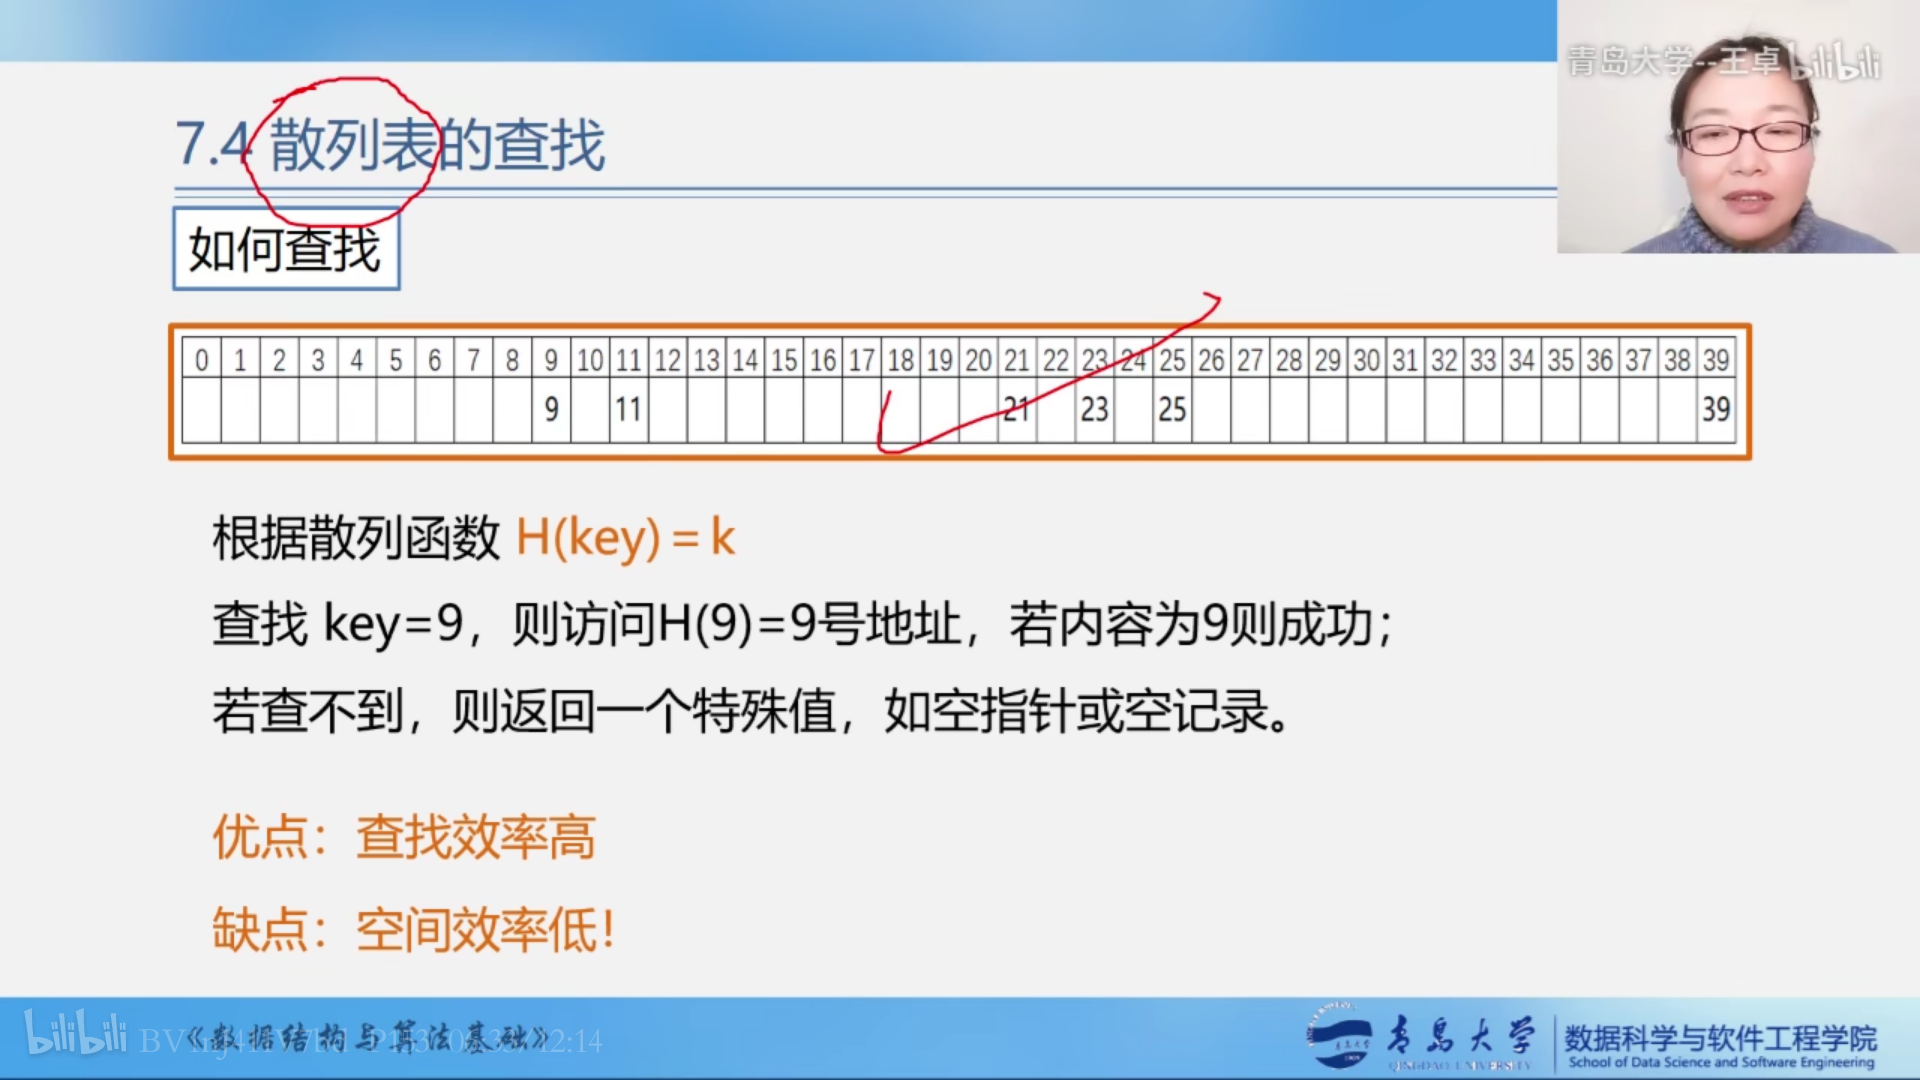 青岛大学--王卓 bilibili
7.4 散列表的查找
如何查找
0 1 2 3 4 5 6 7 8 9 10 11 12 13 14 15 16 17 18 19 20 21 22 23 24 25 26 27 28 29 30 31 32 33 34 35 36 37 38 39
9 11 21 23 25 39
根据散列函数 H(key) = k
查找 key=9，则访问H(9)=9号地址，若内容为9则成功；
若查不到，则返回一个特殊值，如空指针或空记录。
优点：查找效率高
缺点：空间效率低！
bilibili
《数据结构与算法基础》
12:14
青岛大学
QINGDAO UNIVERSITY
数据科学与软件工程学院
School of Data Science and Software Engineering